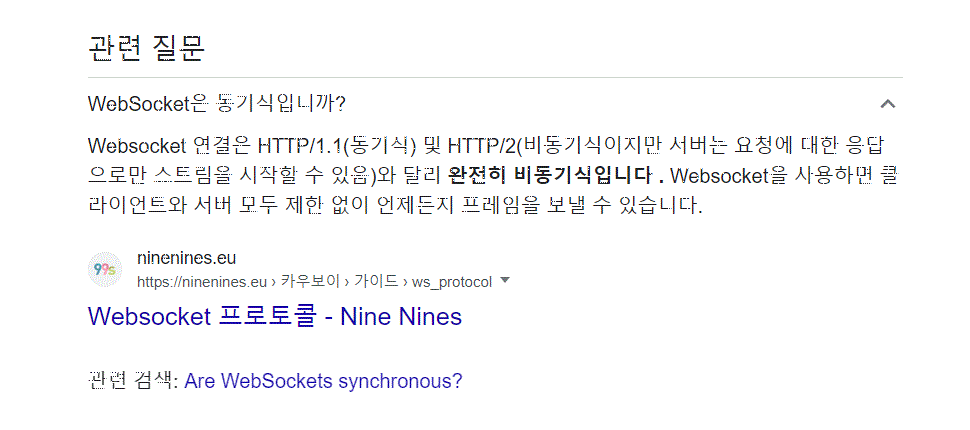 관련 질문
WebSocket은 동기식입니까?
Websocket 연결은 HTTP/1.1(동기식) 및 HTTP/2(비동기식이지만 서버는 요청에 대한 응답
으로만 스트림을 시작할 수 있음)와 달리 완전히 비동기식입니다 . Websocket을 사용하면 클
라이언트와 서버 모두 제한 없이 언제든지 프레임을 보낼 수 있습니다.
99s
ninenines.eu
https://ninenines.eu › 카우보이 › 가이드 › ws_protocol
Websocket 프로토콜 - Nine Nines
관련 검색: Are WebSockets synchronous?